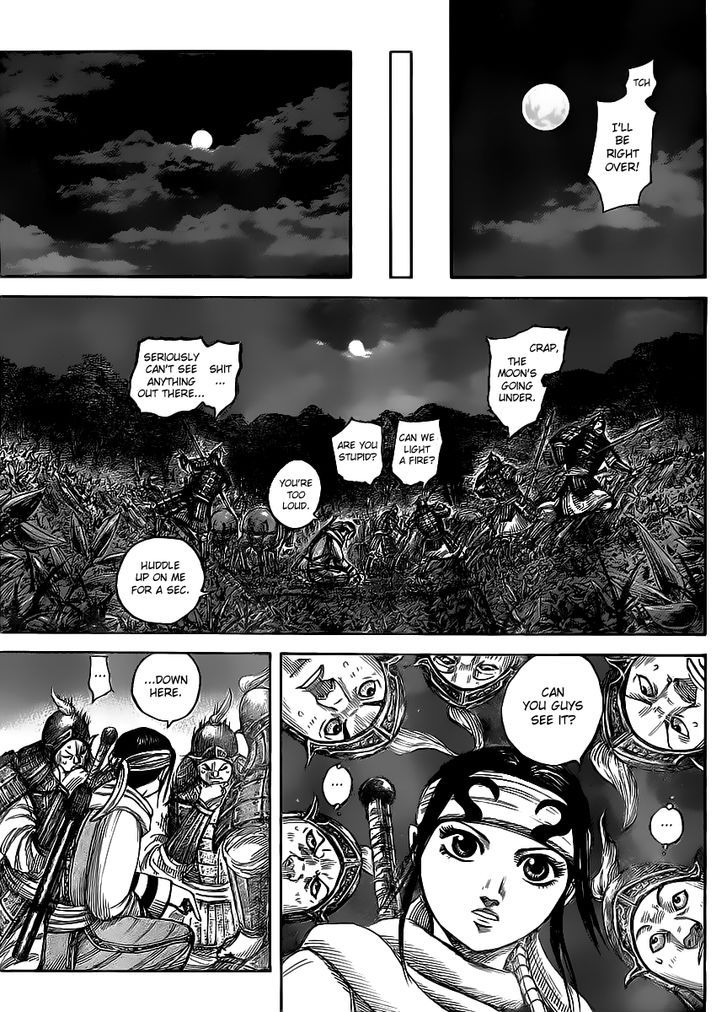 TCH
I'LL
BE
RIGHT
OVER!
CRAP,
THE
MOON'S
GOING
UNDER.
CAN WE
LIGHT
A FIRE?
ARE YOU
STUPID?
YOU'RE
TOO
LOUD.
SHIT
...
SERIOUSLY
CAN'T SEE
ANYTHING
OUT THERE...
HUDDLE
UP ON ME
FOR A SEC.
CAN
YOU GUYS
SEE IT?
...
...
...DOWN
HERE.
...